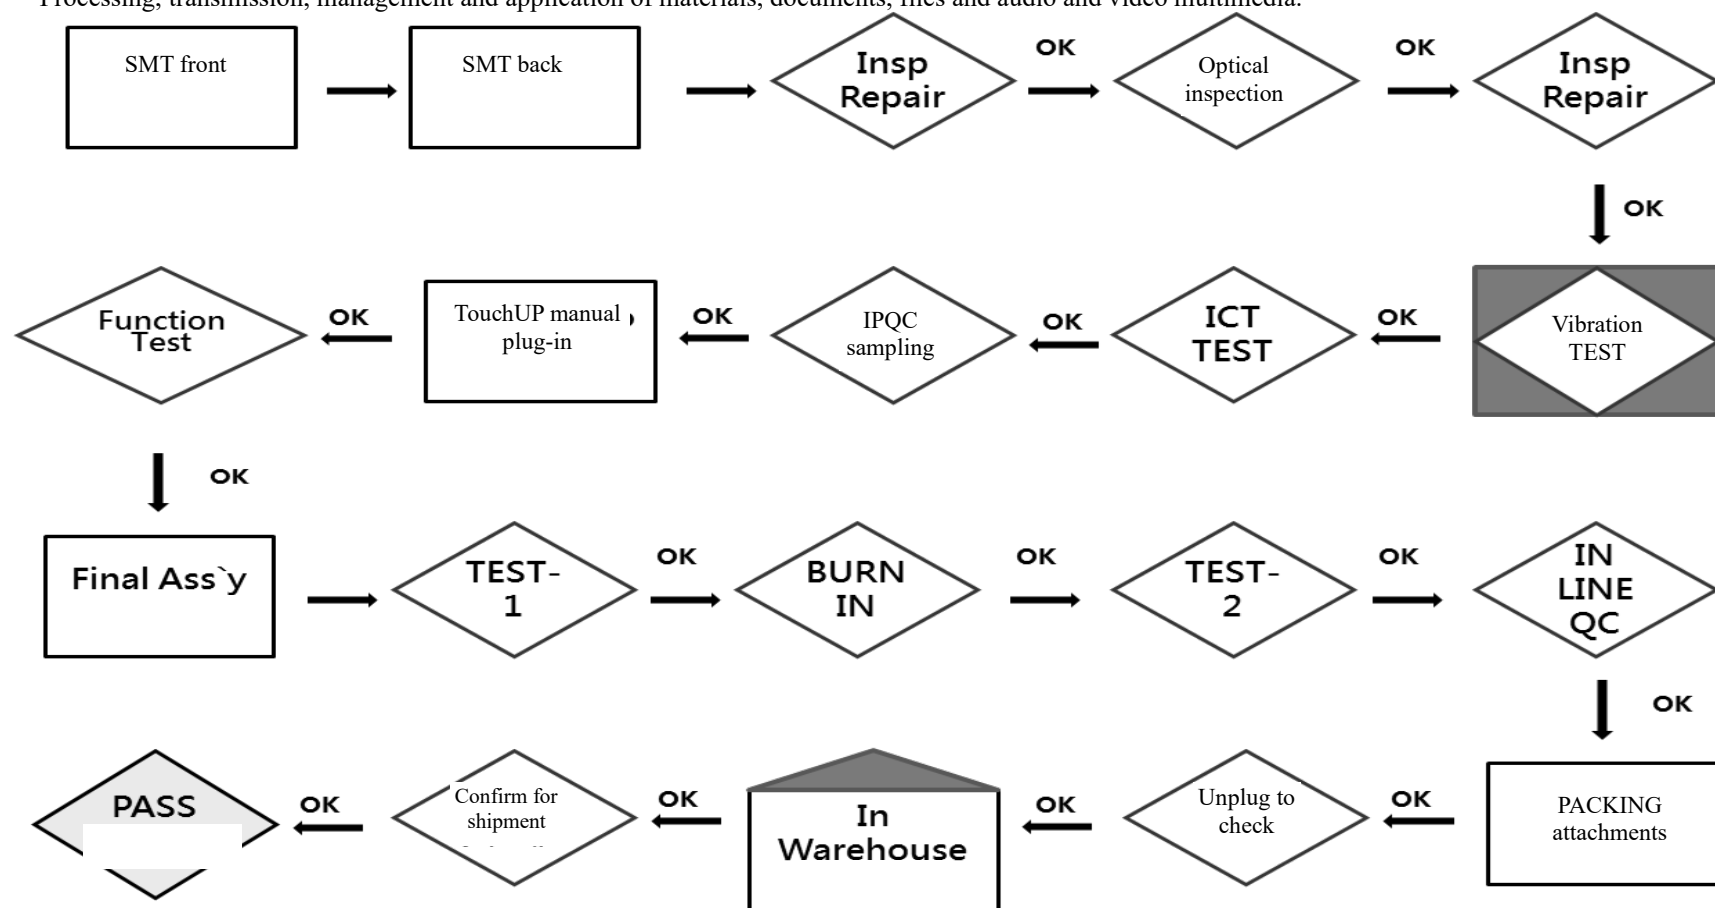 Processing, transmission, management and application of materials, documents, files and audio and video multimedia.
SMT front
SMT back
Insp
Repair
OK
Optical
inspection
OK
Insp
Repair
OK
Function
Test
OK
TouchUP manual
plug-in
OK
IPQC
sampling
OK
ICT
TEST
OK
Vibration
TEST
OK
Final Ass`y
TEST-
1
OK
BURN
IN
OK
TEST-
2
OK
IN
LINE
QC
OK
PASS
OK
Confirm for
shipment
OK
In
Warehouse
OK
Unplug to
check
OK
PACKING
attachments